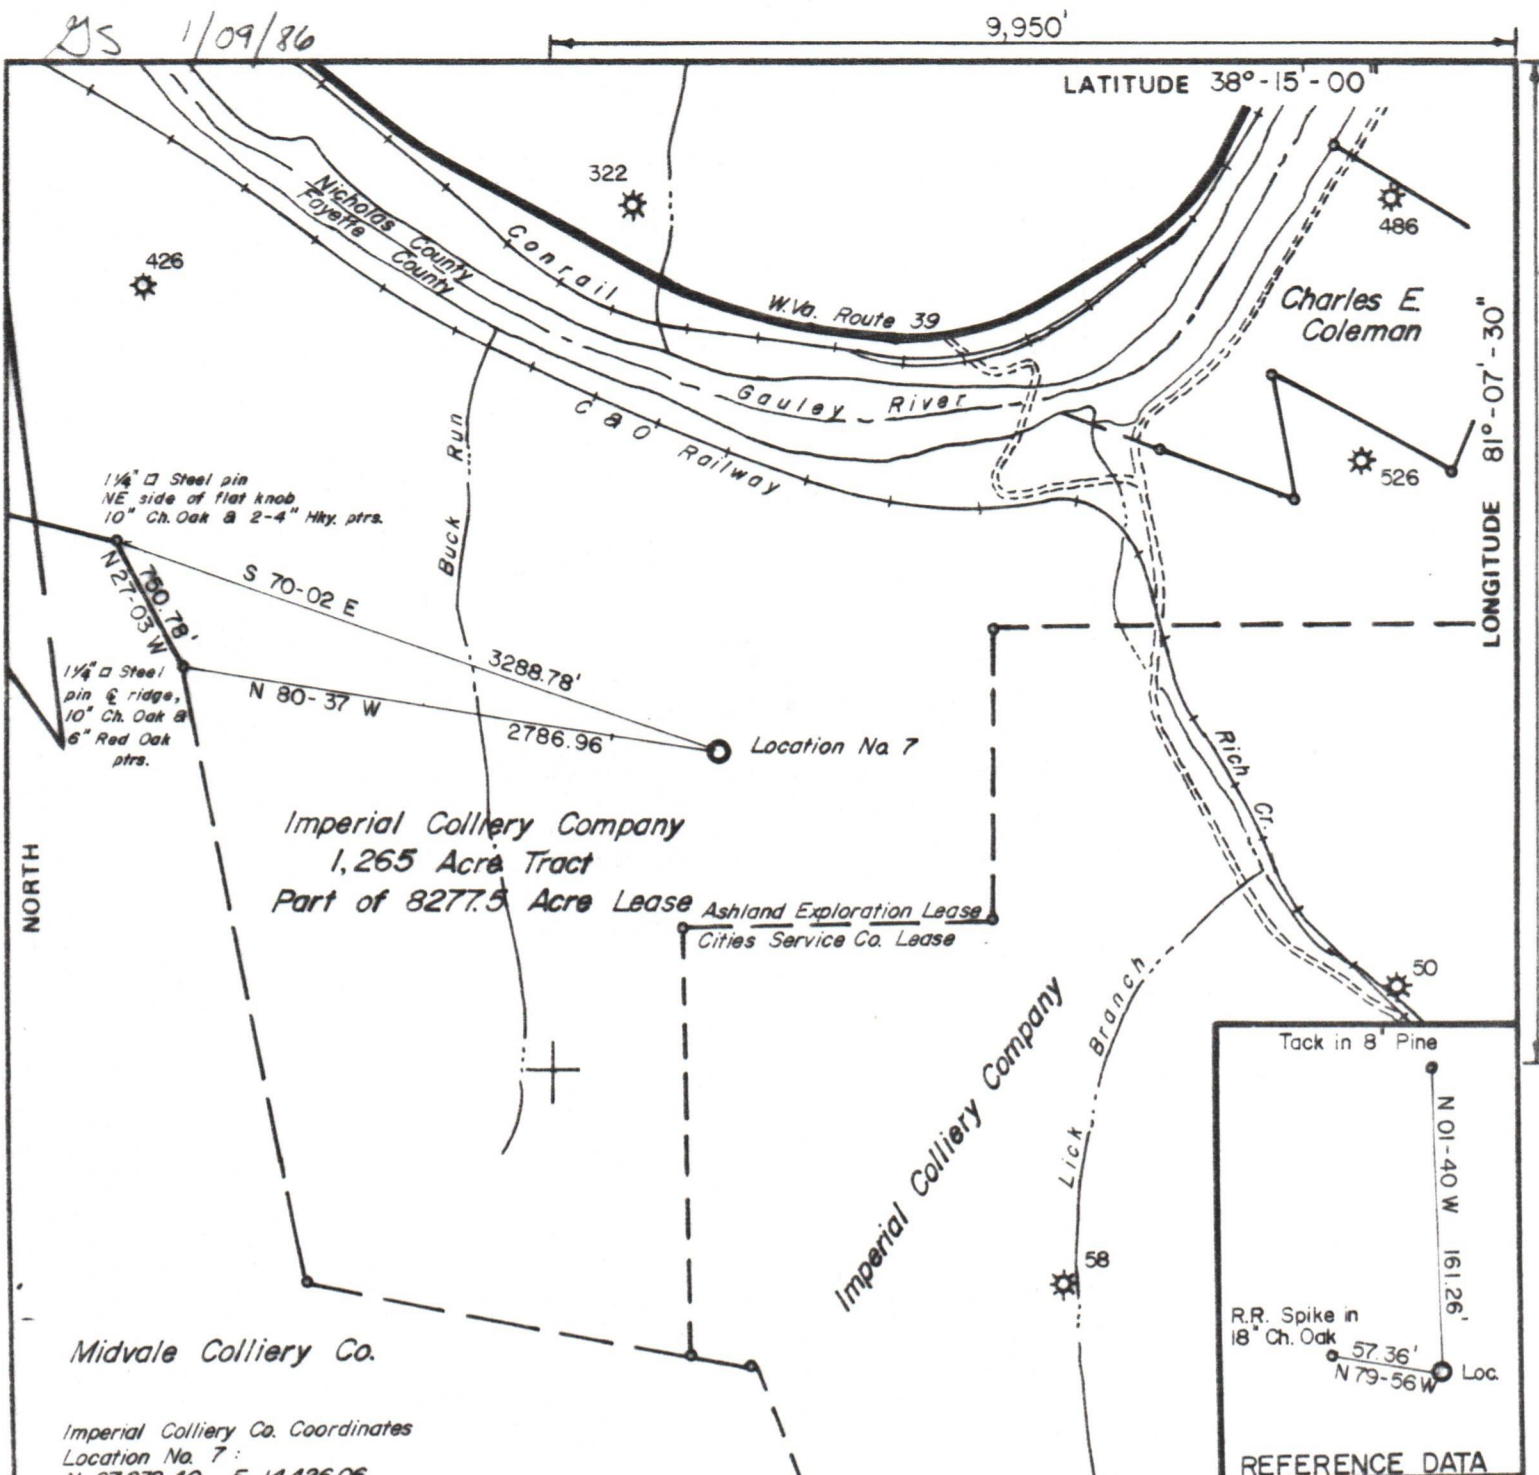 GS 1/09/86
9,950'
LATITUDE 38°-15'-00"
322
486
426
Nicholas County
Fayette County
Conrail
W.Va. Route 39
Charles E.
Coleman
LONGITUDE 81°-07'-30"
Gauley River
C & O Railway
526
Buck Run
1¼" □ Steel pin
NE side of flat knob
10" Ch. Oak & 2-4" Hky. ptrs.
S 70-02 E
3288.78'
750.78'
N 27-03 W
1¼" □ Steel
pin ℄ ridge,
10" Ch. Oak &
6" Red Oak
ptrs.
N 80-37 W
2786.96'
Location No. 7
Rich Cr.
Imperial Colliery Company
1,265 Acre Tract
Part of 8277.5 Acre Lease
NORTH
Ashland Exploration Lease
Cities Service Co. Lease
50
Lick Branch
Imperial Colliery Company
58
Tack in 8" Pine
N 01-40 W 161.26'
R.R. Spike in
18" Ch. Oak
57.36'
N 79-56 W
Loc.
REFERENCE DATA
Midvale Colliery Co.
Imperial Colliery Co. Coordinates
Location No. 7 :